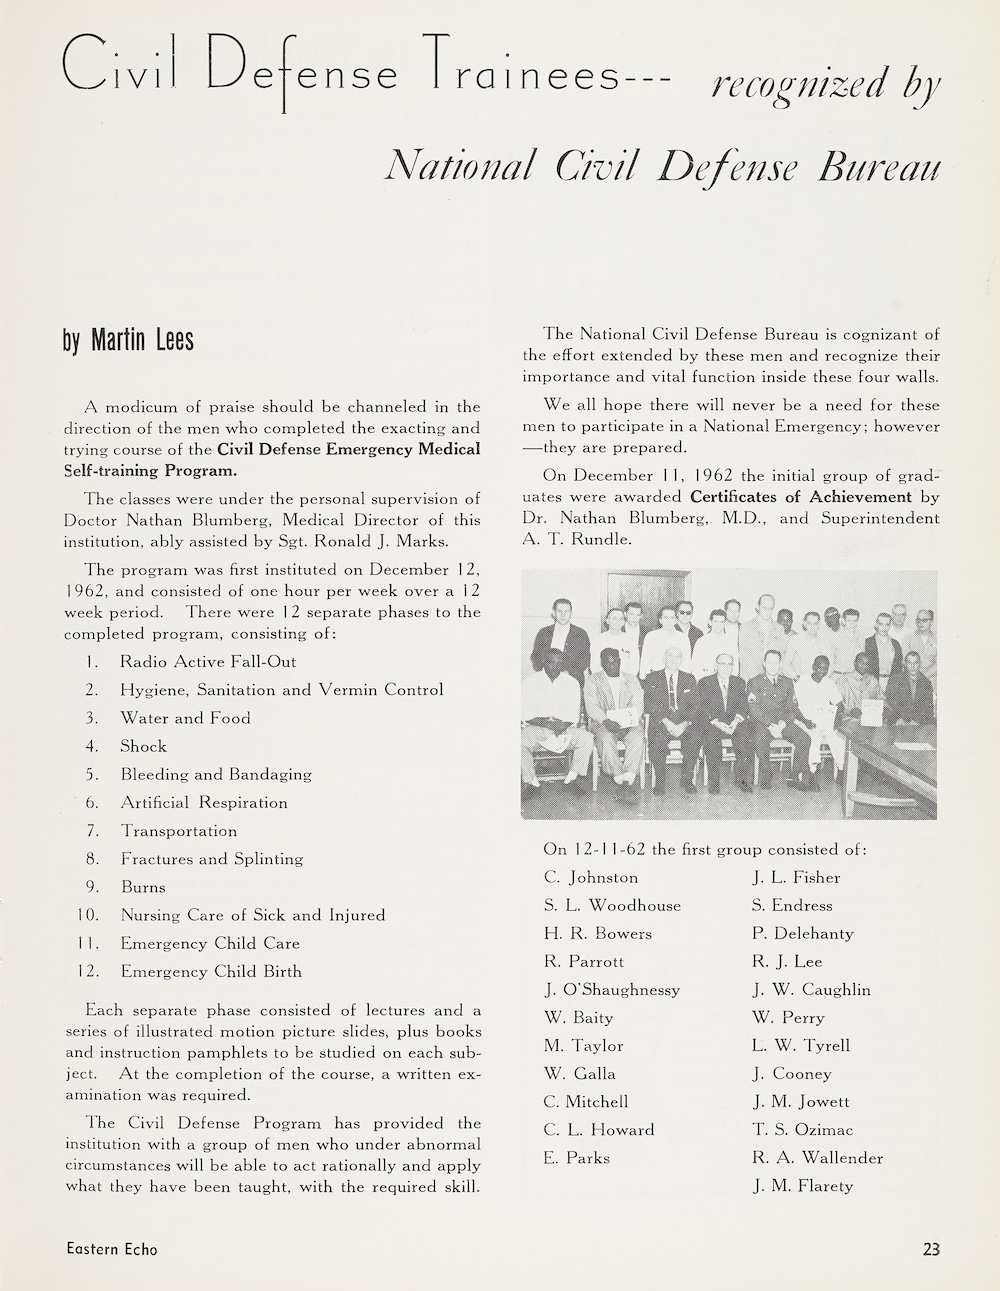 Civil Defense Trainees--- recognized by
National Civil Defense Bureau
by Martin Lees
A modicum of praise should be channeled in the
direction of the men who completed the exacting and
trying course of the Civil Defense Emergency Medical
Self-training Program.
The classes were under the personal supervision of
Doctor Nathan Blumberg, Medical Director of this
institution, ably assisted by Sgt. Ronald J. Marks.
The program was first instituted on December 12,
1962, and consisted of one hour per week over a 12
week period. There were 12 separate phases to the
completed program, consisting of:
1. Radio Active Fall-Out
2. Hygiene, Sanitation and Vermin Control
3. Water and Food
4. Shock
5. Bleeding and Bandaging
6. Artificial Respiration
7. Transportation
8. Fractures and Splinting
9. Burns
10. Nursing Care of Sick and Injured
11. Emergency Child Care
12. Emergency Child Birth
Each separate phase consisted of lectures and a
series of illustrated motion picture slides, plus books
and instruction pamphlets to be studied on each sub-
ject. At the completion of the course, a written ex-
amination was required.
The Civil Defense Program has provided the
institution with a group of men who under abnormal
circumstances will be able to act rationally and apply
what they have been taught, with the required skill.
The National Civil Defense Bureau is cognizant of
the effort extended by these men and recognize their
importance and vital function inside these four walls.
We all hope there will never be a need for these
men to participate in a National Emergency; however
—they are prepared.
On December 11, 1962 the initial group of grad-
uates were awarded Certificates of Achievement by
Dr. Nathan Blumberg, M.D., and Superintendent
A. T. Rundle.
On 12-11-62 the first group consisted of:
C. Johnston
S. L. Woodhouse
H. R. Bowers
R. Parrott
J. O'Shaughnessy
W. Baity
M. Taylor
W. Galla
C. Mitchell
C. L. Howard
E. Parks
J. L. Fisher
S. Endress
P. Delehanty
R. J. Lee
J. W. Caughlin
W. Perry
L. W. Tyrell
J. Cooney
J. M. Jowett
T. S. Ozimac
R. A. Wallender
J. M. Flarety
Eastern Echo
23